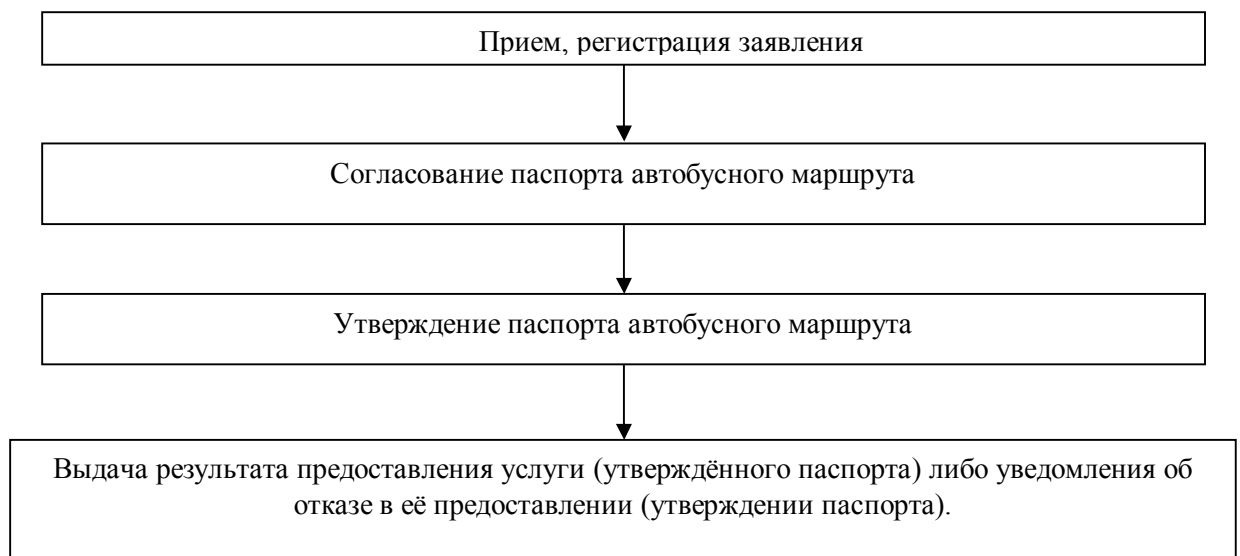 Прием, регистрация заявления
Согласование паспорта автобусного маршрута
Утверждение паспорта автобусного маршрута
Выдача результата предоставления услуги (утверждённого паспорта) либо уведомления об
отказе в её предоставлении (утверждении паспорта).